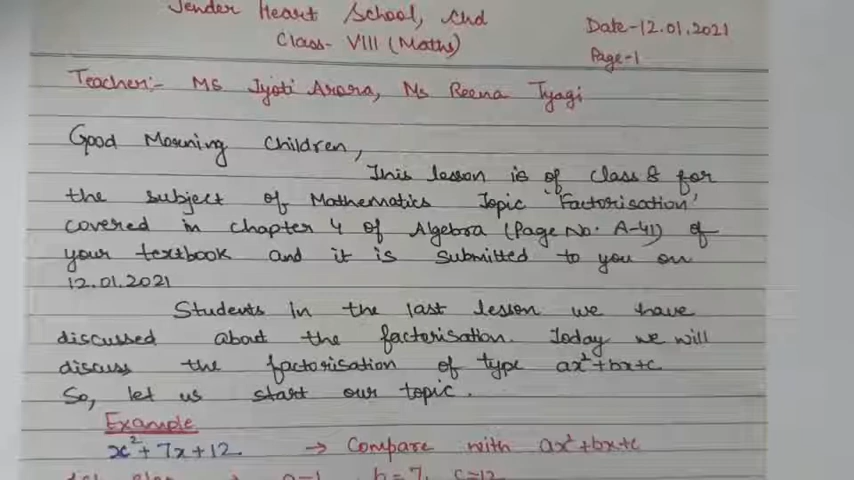 Tender Heart School, Chd
Date-12.01.2021
Class- VIII (Maths)
Page-1
Teacher:- Ms Jyoti Arora, Ms Reena Tyagi
Good Morning Children,
This lesson is of class 8 for
the subject of Mathematics Topic 'Factorisation'
covered in chapter 4 of Algebra (Page No. A-41) of
your textbook and it is submitted to you on
12.01.2021
Students in the last lesson we have
discussed about the factorisation. Today we will
discuss the factorisation of type ax²+bx+c
So, let us start our topic.
Example
x²+7x+12 → Compare with ax²+bx+c
a=1 b=7, c=12